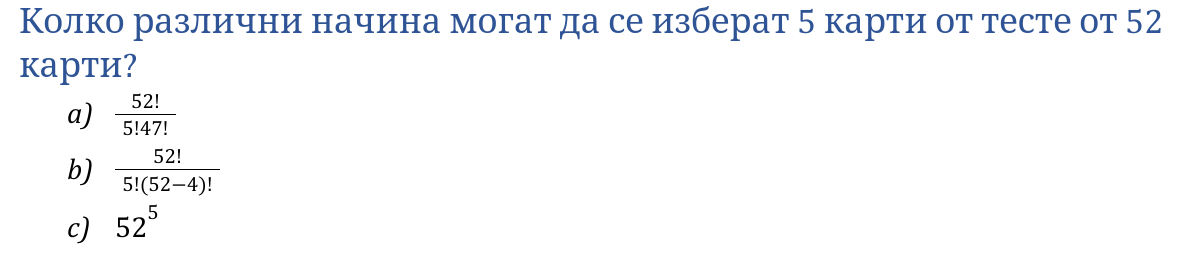 Колко различни начина могат да се изберат 5 карти от тесте от 52
карти?
a) \frac{52!}{5!47!}
b) \frac{52!}{5!(52−4)!}
c) 52^5